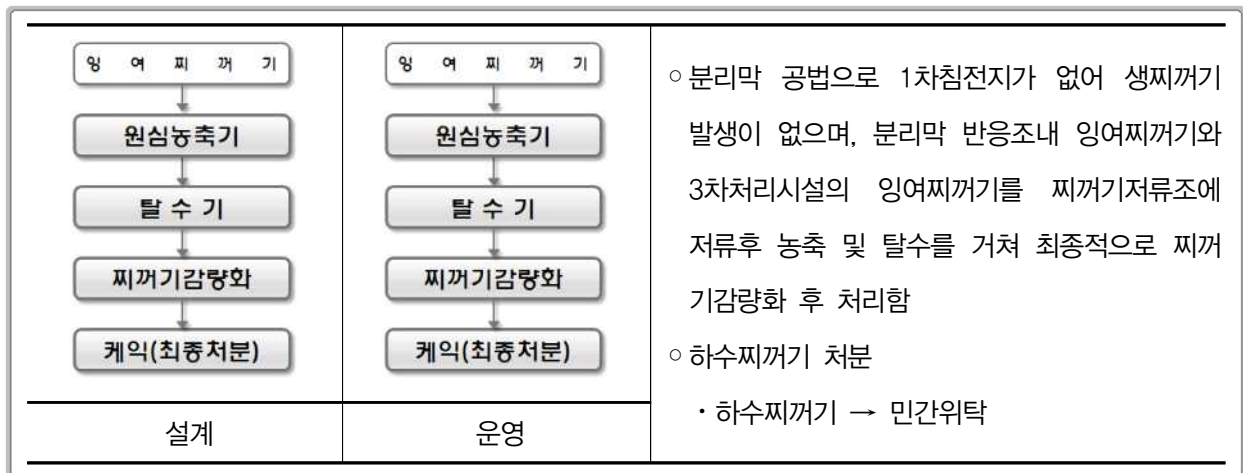 잉 여 찌 꺼 기
원심농축기
탈 수 기
찌꺼기감량화
케익(최종처분)
설계
잉 여 찌 꺼 기
원심농축기
탈 수 기
찌꺼기감량화
케익(최종처분)
운영
○ 분리막 공법으로 1차침전지가 없어 생찌꺼기
발생이 없으며, 분리막 반응조내 잉여찌꺼기와
3차처리시설의 잉여찌꺼기를 찌꺼기저류조에
저류후 농축 및 탈수를 거쳐 최종적으로 찌꺼
기감량화 후 처리함
○ 하수찌꺼기 처분
・하수찌꺼기 → 민간위탁